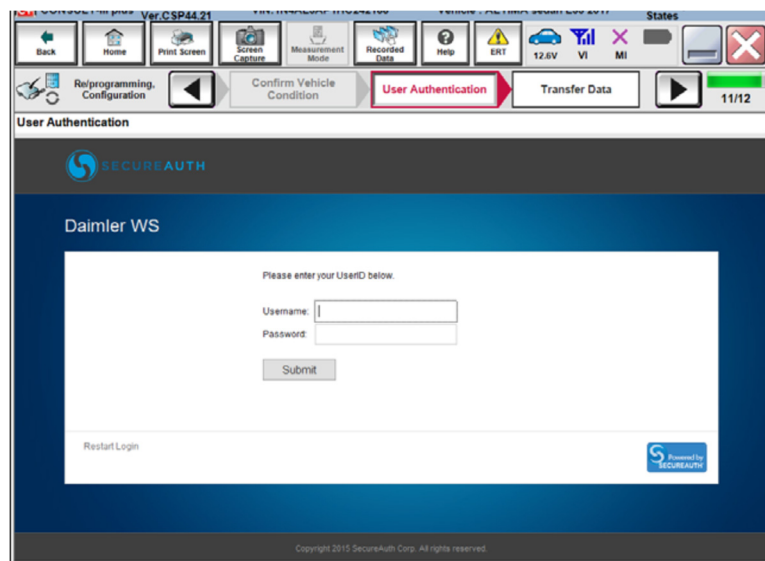 Ver.CSP44.21
States
Back
Home
Print Screen
Screen
Capture
Measurement
Mode
Recorded
Data
Help
ERT
12.6V
VI
MI
Re/programming,
Configuration
Confirm Vehicle
Condition
User Authentication
Transfer Data
11/12
User Authentication
SECUREAUTH
Daimler WS
Please enter your UserID below.
Username:
Password:
Submit
Restart Login
Powered by
SECUREAUTH
Copyright 2015 SecureAuth Corp. All rights reserved.